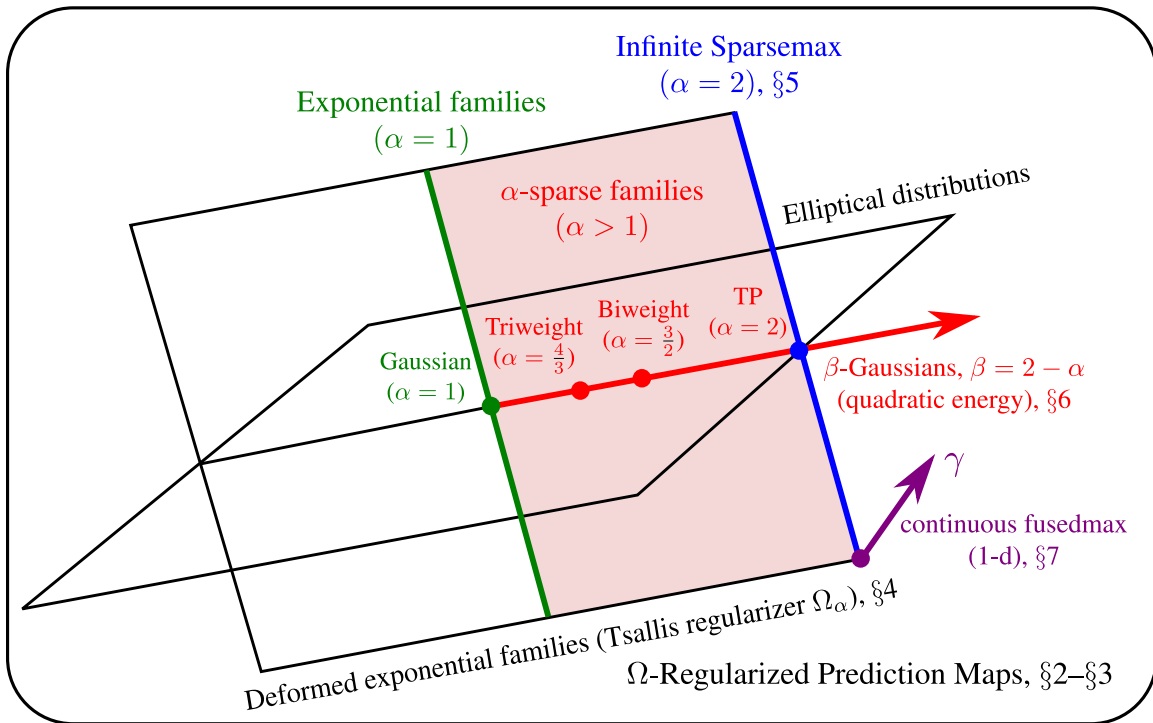 Infinite Sparsemax
(α = 2), §5
Exponential families
(α = 1)
α-sparse families
(α > 1)
Elliptical distributions
Triweight
(α = 4/3)
Biweight
(α = 3/2)
TP
(α = 2)
Gaussian
(α = 1)
β-Gaussians, β = 2 − α
(quadratic energy), §6
γ
continuous fusedmax
(1-d), §7
Deformed exponential families (Tsallis regularizer Ω_α), §4
Ω-Regularized Prediction Maps, §2–§3